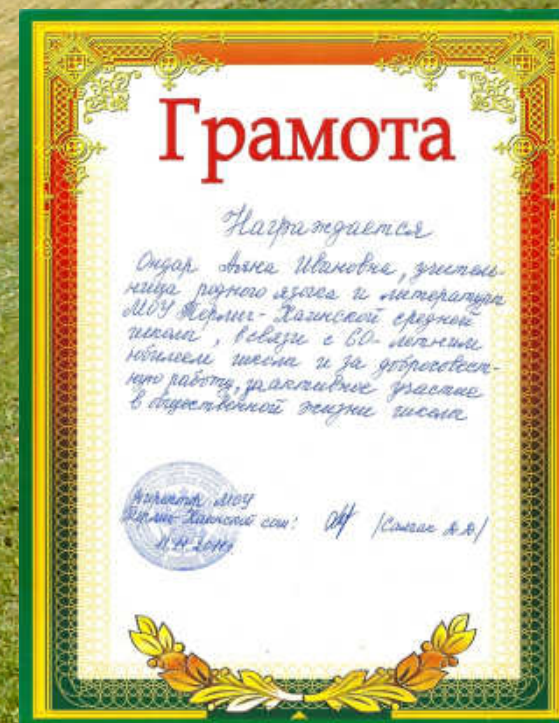 Грамота
Награждается
Ондар Аяна Ивановна, учитель-
ница родного языка и литературы
МОУ Терлиг-Хаинской средней
школы, в связи с 60-летним
юбилеем школы и за добросовест-
ную работу, за активное участие
в общественной жизни школы
Директор МОУ
Терлиг-Хаинской сош: /Салчак